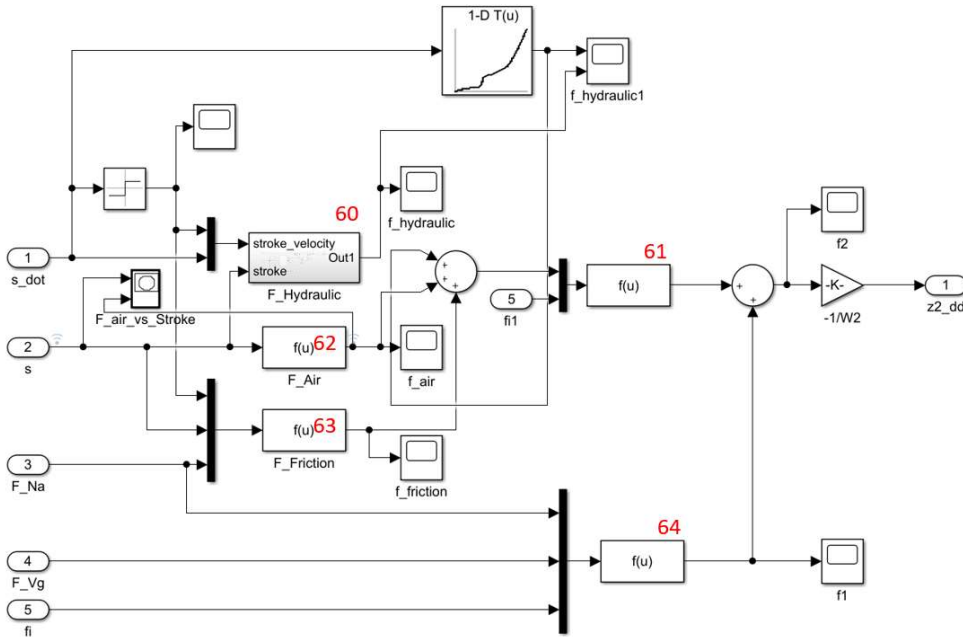 1-D T(u)
f_hydraulic1
60
f_hydraulic
stroke_velocity
Out1
stroke
F_Hydraulic
1
s_dot
F_air_vs_Stroke
2
s
f(u)
62
F_Air
f_air
5
fi1
61
f(u)
f2
-K-
-1/W2
1
z2_dd
f(u)
63
F_Friction
f_friction
3
F_Na
64
f(u)
f1
4
F_Vg
5
fi
+
+
+
+
+